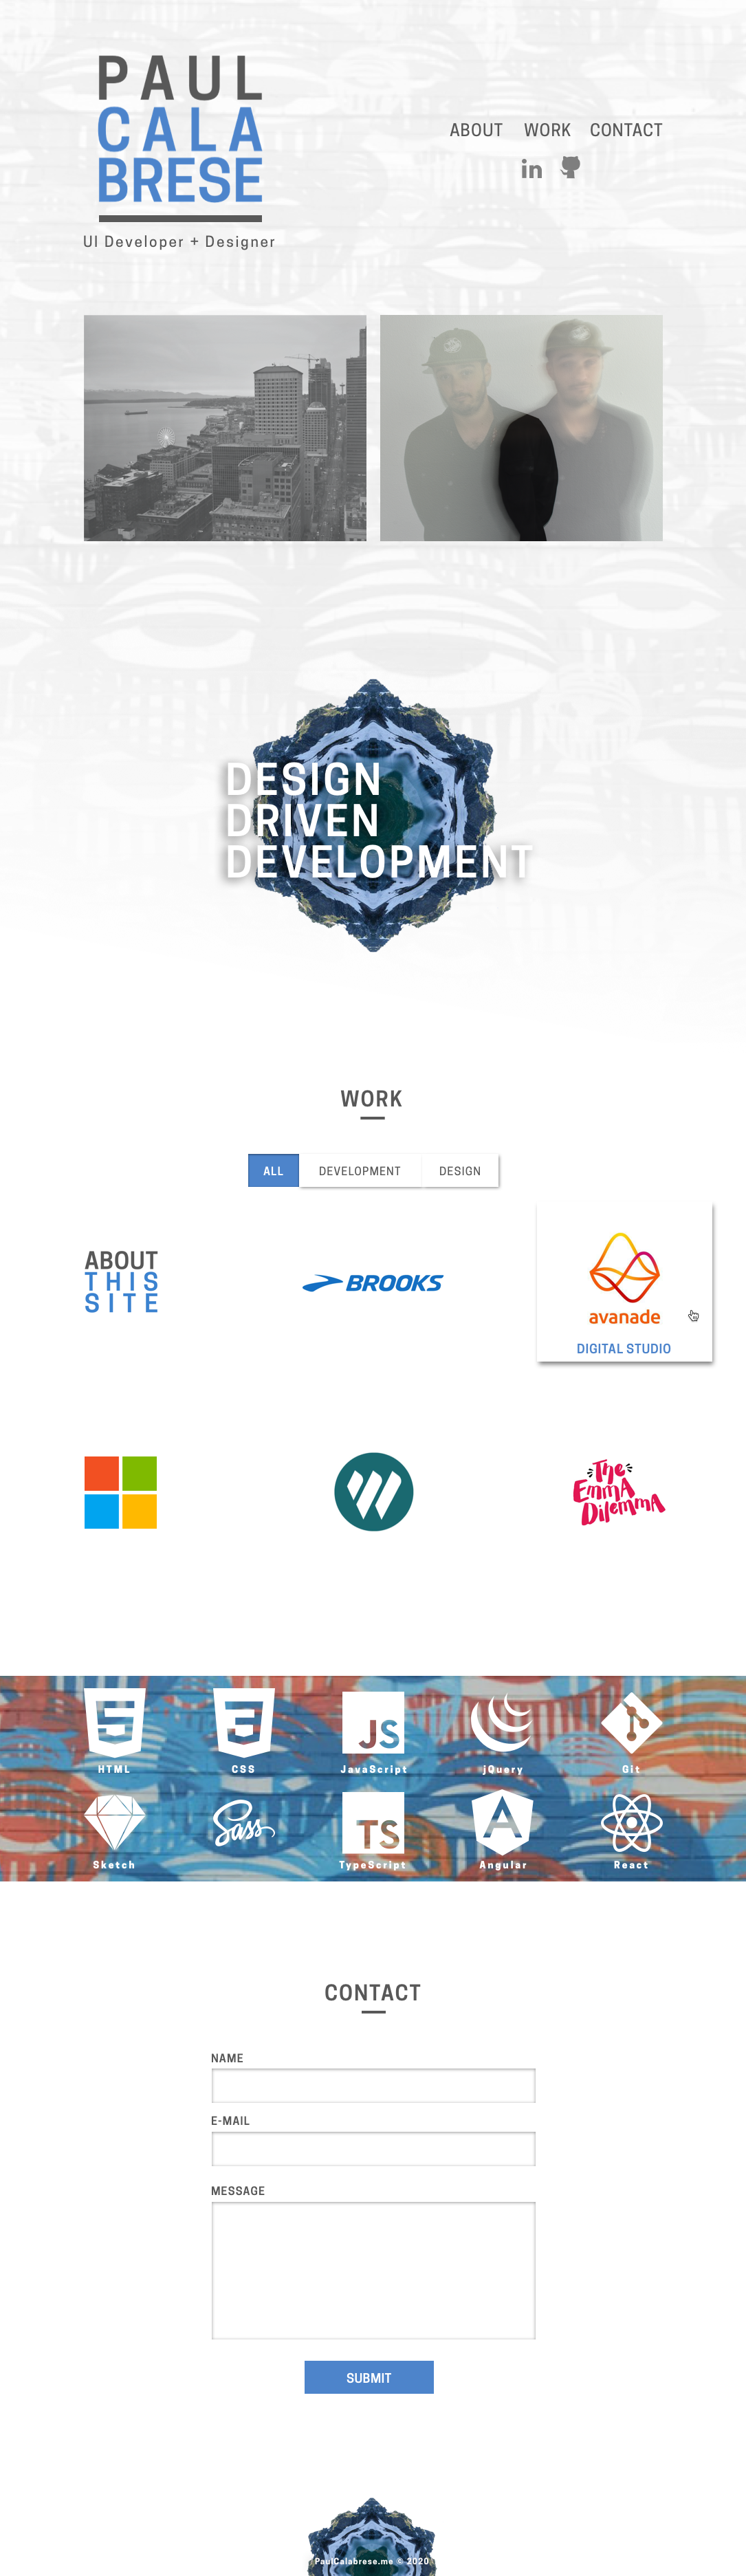 PAUL
CALA
BRESE
UI Developer + Designer
ABOUT WORK CONTACT
in
DESIGN
DRIVEN
DEVELOPMENT
WORK
ALL DEVELOPMENT DESIGN
ABOUT
THIS
SITE
BROOKS
avanade
DIGITAL STUDIO
The
Emma
Dilemma
JS
HTML CSS JavaScript jQuery Git
Sass
TS
A
Sketch TypeScript Angular React
CONTACT
NAME
E-MAIL
MESSAGE
SUBMIT
PaulCalabrese.me © 2020